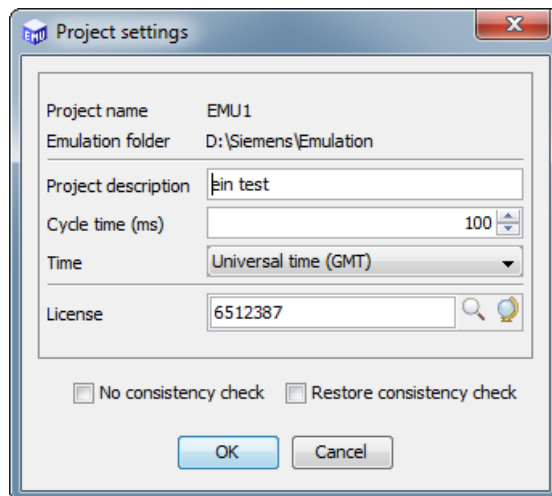 EMU Project settings
Project name EMU1
Emulation folder D:\Siemens\Emulation
Project description ein test
Cycle time (ms) 100
Time Universal time (GMT)
License 6512387
No consistency check Restore consistency check
OK Cancel